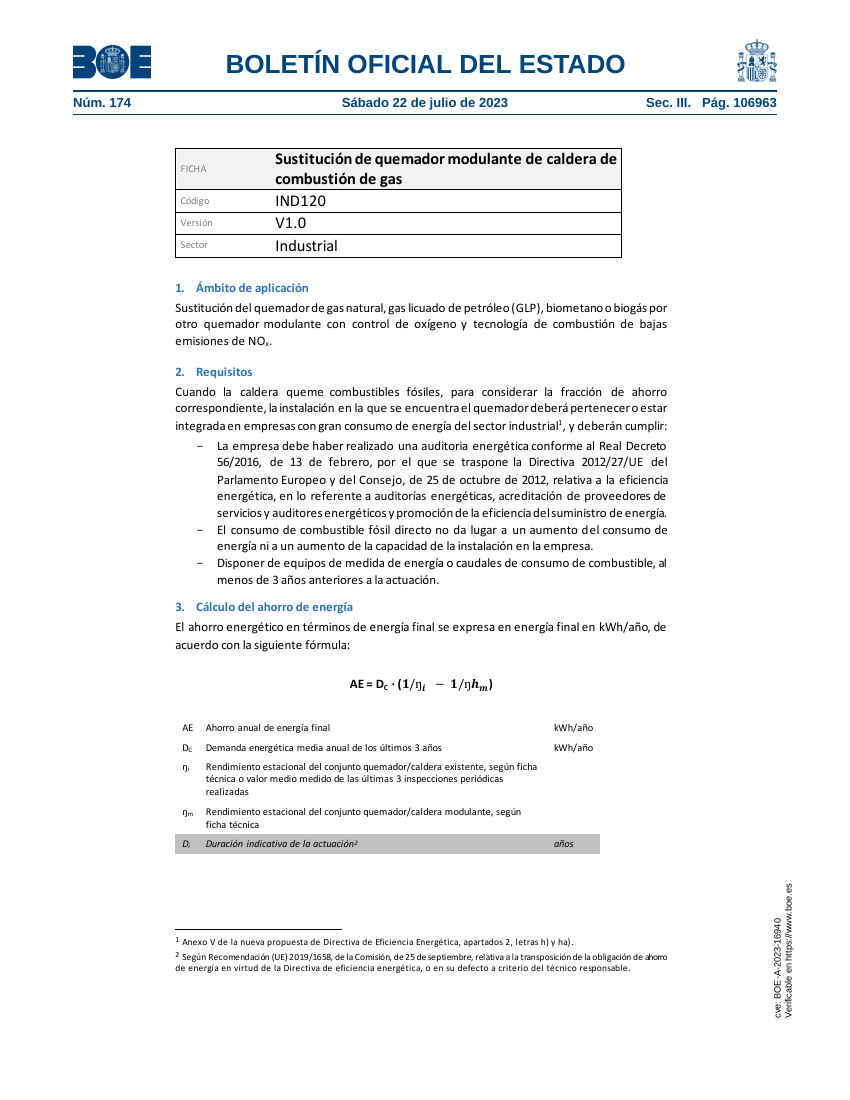 BOE
BOLETÍN OFICIAL DEL ESTADO
Núm. 174
Sábado 22 de julio de 2023
Sec. III. Pág. 106963
FICHA
Sustitución de quemador modulante de caldera de
combustión de gas
Código
IND120
Versión
V1.0
Sector
Industrial
1. Ámbito de aplicación
Sustitución del quemador de gas natural, gas licuado de petróleo (GLP), biometano o biogás por
otro quemador modulante con control de oxígeno y tecnología de combustión de bajas
emisiones de NOₓ.
2. Requisitos
Cuando la caldera queme combustibles fósiles, para considerar la fracción de ahorro
correspondiente, la instalación en la que se encuentra el quemador deberá pertenecer o estar
integrada en empresas con gran consumo de energía del sector industrial¹, y deberán cumplir:
− La empresa debe haber realizado una auditoria energética conforme al Real Decreto
56/2016, de 13 de febrero, por el que se traspone la Directiva 2012/27/UE del
Parlamento Europeo y del Consejo, de 25 de octubre de 2012, relativa a la eficiencia
energética, en lo referente a auditorías energéticas, acreditación de proveedores de
servicios y auditores energéticos y promoción de la eficiencia del suministro de energía.
− El consumo de combustible fósil directo no da lugar a un aumento del consumo de
energía ni a un aumento de la capacidad de la instalación en la empresa.
− Disponer de equipos de medida de energía o caudales de consumo de combustible, al
menos de 3 años anteriores a la actuación.
3. Cálculo del ahorro de energía
El ahorro energético en términos de energía final se expresa en energía final en kWh/año, de
acuerdo con la siguiente fórmula:
AE = D_C · (1/ŋ_i − 1/ŋh_m)
AE Ahorro anual de energía final kWh/año
D_C Demanda energética media anual de los últimos 3 años kWh/año
ŋᵢ Rendimiento estacional del conjunto quemador/caldera existente, según ficha
técnica o valor medio medido de las últimas 3 inspecciones periódicas
realizadas
ŋₘ Rendimiento estacional del conjunto quemador/caldera modulante, según
ficha técnica
Dᵢ Duración indicativa de la actuación² años
¹ Anexo V de la nueva propuesta de Directiva de Eficiencia Energética, apartados 2, letras h) y ha).
² Según Recomendación (UE) 2019/1658, de la Comisión, de 25 de septiembre, relativa a la transposición de la obligación de ahorro
de energía en virtud de la Directiva de eficiencia energética, o en su defecto a criterio del técnico responsable.
cve: BOE-A-2023-16940
Verificable en https://www.boe.es